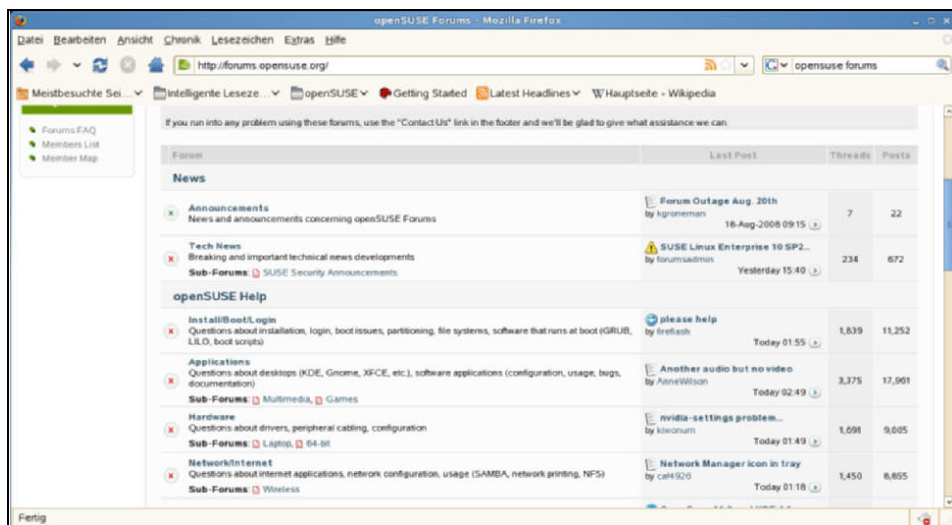 openSUSE Forums - Mozilla Firefox
Datei Bearbeiten Ansicht Chronik Lesezeichen Extras Hilfe
http://forums.opensuse.org/ opensuse forums
Meistbesuchte Sei... Intelligente Leseze... openSUSE Getting Started Latest Headlines Hauptseite - Wikipedia
Forums FAQ
Members List
Member Map
If you run into any problem using these forums, use the "Contact Us" link in the footer and we'll be glad to give what assistance we can.
Forum Last Post Threads Posts
News
Announcements
News and announcements concerning openSUSE Forums
Forum Outage Aug. 20th
by kgroneman
18-Aug-2008 09:15
7 22
Tech News
Breaking and important technical news developments
Sub-Forums: SUSE Security Announcements
SUSE Linux Enterprise 10 SP2...
by forumsadmin
Yesterday 15:40
234 672
openSUSE Help
Install/Boot/Login
Questions about installation, login, boot issues, partitioning, file systems, software that runs at boot (GRUB,
LILO, boot scripts)
please help
by fireflash
Today 01:55
1,839 11,252
Applications
Questions about desktops (KDE, Gnome, XFCE, etc.), software applications (configuration, usage, bugs,
documentation)
Sub-Forums: Multimedia, Games
Another audio but no video
by AnneWilson
Today 02:49
3,375 17,961
Hardware
Questions about drivers, peripheral cabling, configuration
Sub-Forums: Laptop, 64-bit
nvidia-settings problem...
by kiwonum
Today 01:49
1,691 9,005
Network/Internet
Questions about internet applications, network configuration, usage (SAMBA, network printing, NFS)
Sub-Forums: Wireless
Network Manager icon in tray
by caf4926
Today 01:18
1,450 8,855
Fertig